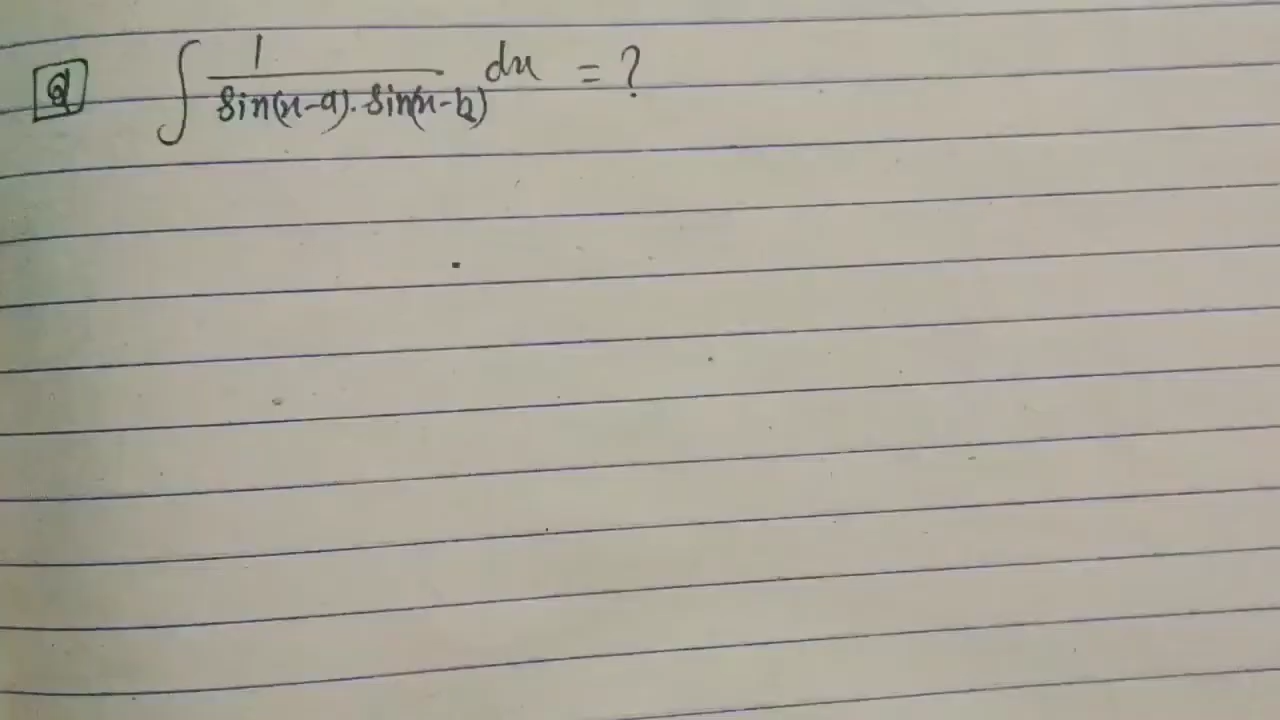 Q ∫ 1/(sin(x-a).sin(x-b)) dx = ?